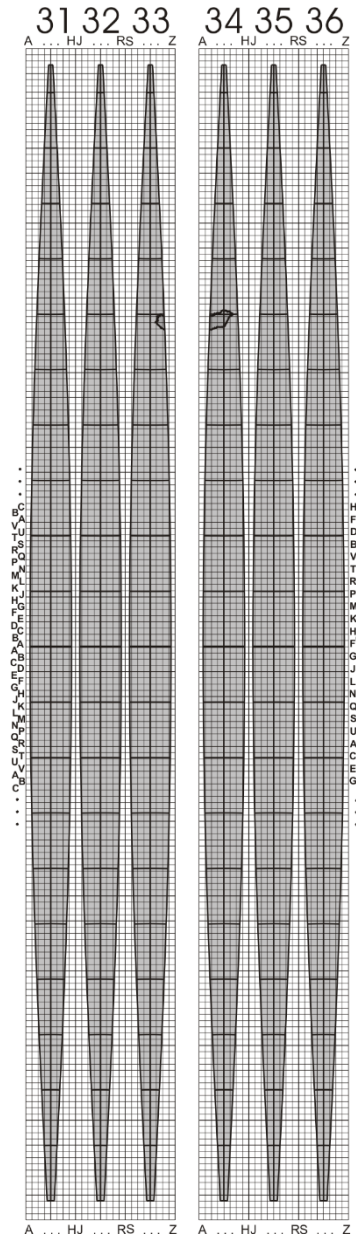 31 32 33 34 35 36
A ... HJ ... RS ... Z A ... HJ ... RS ... Z
B V T R P M K H F D B A C E G J L N Q S U A C
C A U S Q N L J G E C A B D F H K M P R T V B
H F D B V T R P M K H F G J L N Q S U A C E G
A ... HJ ... RS ... Z A ... HJ ... RS ... Z